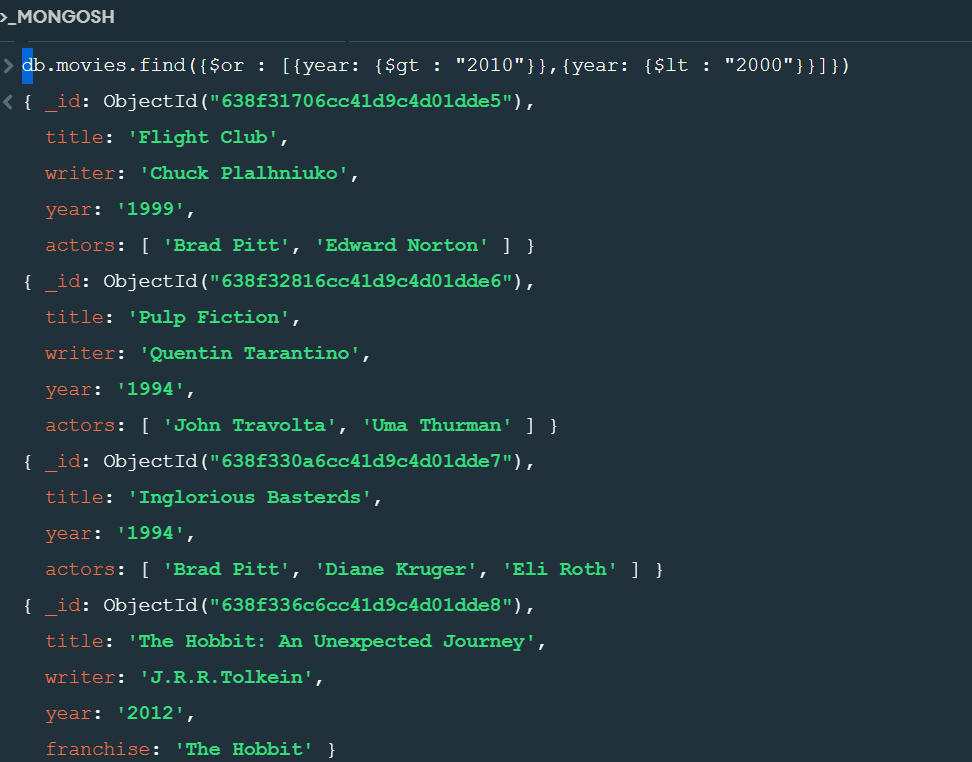 >_MONGOSH
> db.movies.find({$or : [{year: {$gt : "2010"}},{year: {$lt : "2000"}}]})
< { _id: ObjectId("638f31706cc41d9c4d01dde5"),
title: 'Flight Club',
writer: 'Chuck Plalhniuko',
year: '1999',
actors: [ 'Brad Pitt', 'Edward Norton' ] }
{ _id: ObjectId("638f32816cc41d9c4d01dde6"),
title: 'Pulp Fiction',
writer: 'Quentin Tarantino',
year: '1994',
actors: [ 'John Travolta', 'Uma Thurman' ] }
{ _id: ObjectId("638f330a6cc41d9c4d01dde7"),
title: 'Inglorious Basterds',
year: '1994',
actors: [ 'Brad Pitt', 'Diane Kruger', 'Eli Roth' ] }
{ _id: ObjectId("638f336c6cc41d9c4d01dde8"),
title: 'The Hobbit: An Unexpected Journey',
writer: 'J.R.R.Tolkein',
year: '2012',
franchise: 'The Hobbit' }